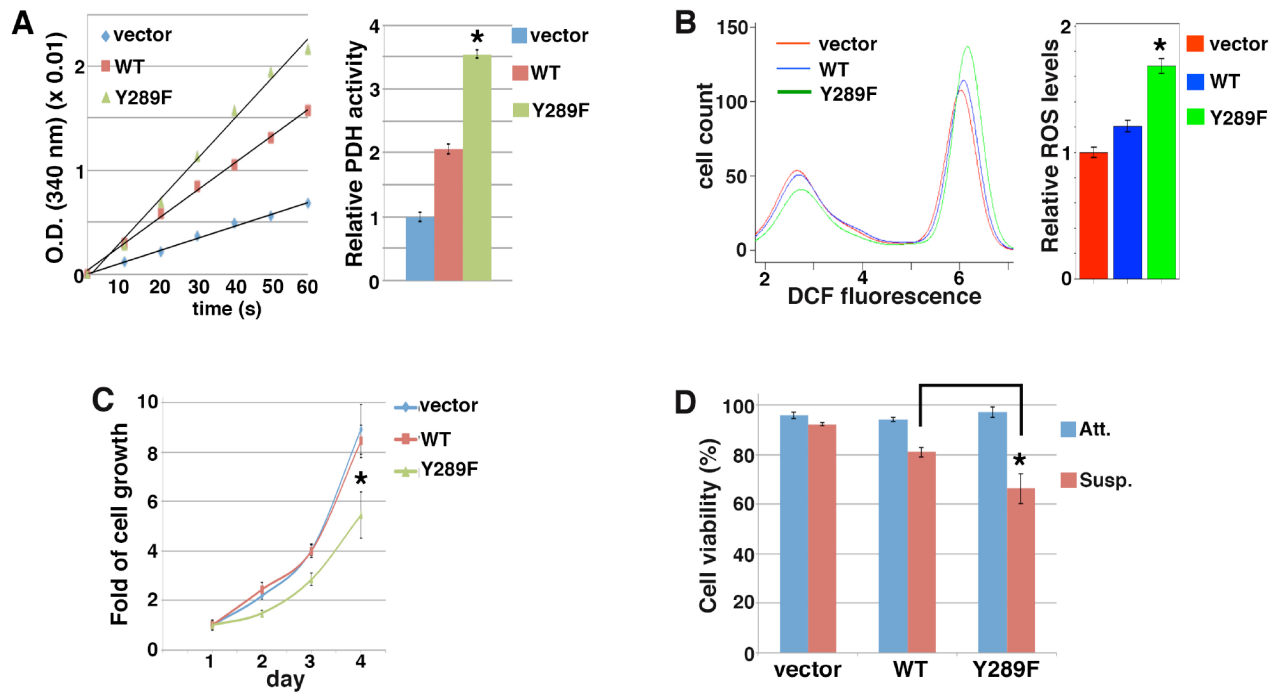 A
O.D. (340 nm) (x 0.01)
2
1
0
vector
WT
Y289F
10 20 30 40 50 60
time (s)
Relative PDH activity
4
3
2
1
0
*
vector
WT
Y289F
B
cell count
150
100
50
0
vector
WT
Y289F
2 4 6
DCF fluorescence
Relative ROS levels
2
1
0
*
vector
WT
Y289F
C
Fold of cell growth
10
8
6
4
2
0
*
vector
WT
Y289F
1 2 3 4
day
D
Cell viability (%)
100
80
60
40
20
0
*
Att.
Susp.
vector WT Y289F